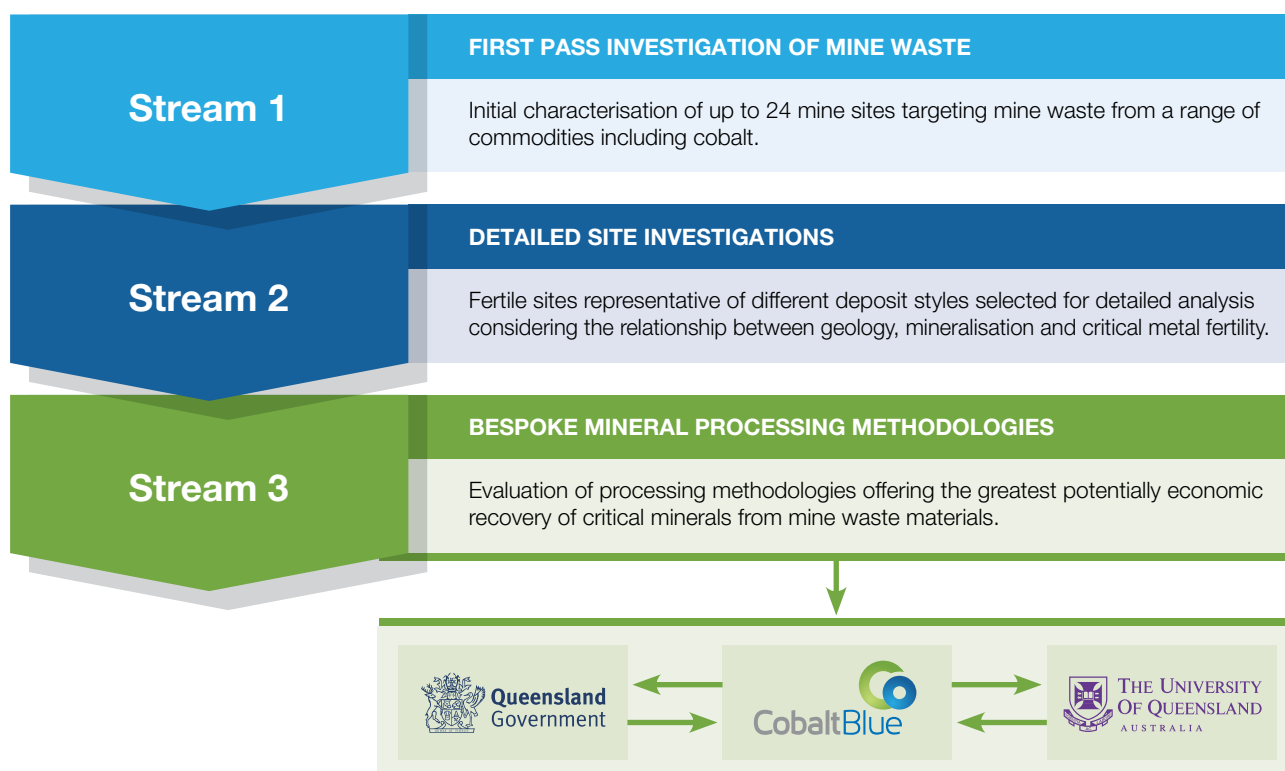 Stream 1
FIRST PASS INVESTIGATION OF MINE WASTE
Initial characterisation of up to 24 mine sites targeting mine waste from a range of
commodities including cobalt.
Stream 2
DETAILED SITE INVESTIGATIONS
Fertile sites representative of different deposit styles selected for detailed analysis
considering the relationship between geology, mineralisation and critical metal fertility.
Stream 3
BESPOKE MINERAL PROCESSING METHODOLOGIES
Evaluation of processing methodologies offering the greatest potentially economic
recovery of critical minerals from mine waste materials.
Queensland
Government
CobaltBlue
THE UNIVERSITY
OF QUEENSLAND
AUSTRALIA